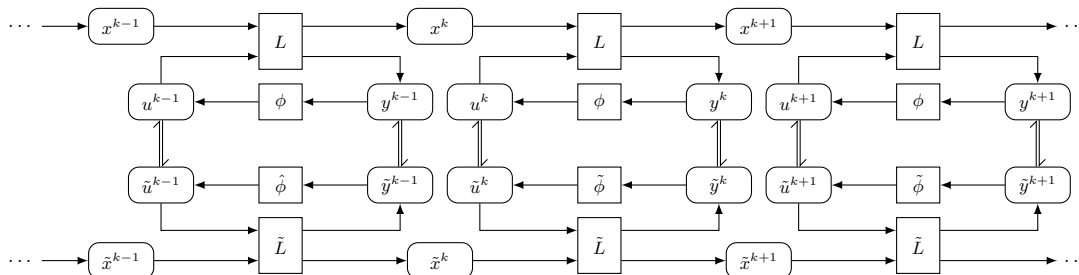 ⋯ x^{k−1} x^k x^{k+1} ⋯
L L L
u^{k−1} ϕ y^{k−1} u^k ϕ y^k u^{k+1} ϕ y^{k+1}
ũ^{k−1} ϕ̂ ỹ^{k−1} ũ^k ϕ̃ ỹ^k ũ^{k+1} ϕ̃ ỹ^{k+1}
L̃ L̃ L̃
⋯ x̃^{k−1} x̃^k x̃^{k+1} ⋯